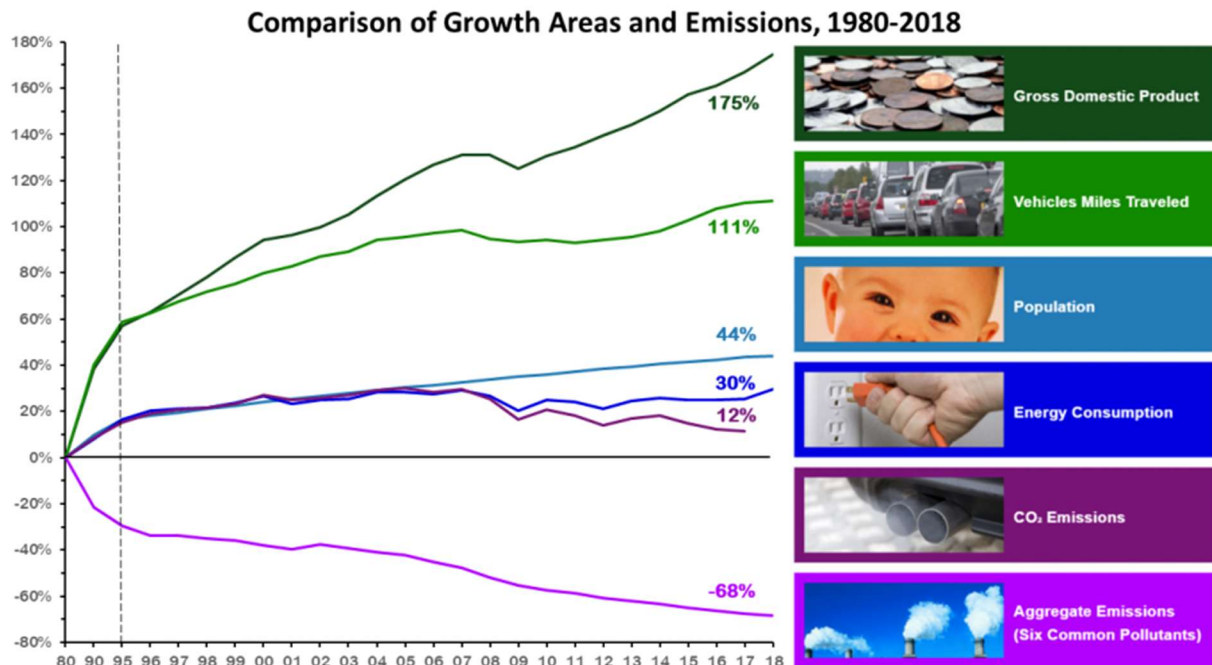 Comparison of Growth Areas and Emissions, 1980-2018
180%
160%
140%
120%
100%
80%
60%
40%
20%
0%
-20%
-40%
-60%
-80%
175%
111%
44%
30%
12%
-68%
80 90 95 96 97 98 99 00 01 02 03 04 05 06 07 08 09 10 11 12 13 14 15 16 17 18
Gross Domestic Product
Vehicles Miles Traveled
Population
Energy Consumption
CO₂ Emissions
Aggregate Emissions
(Six Common Pollutants)